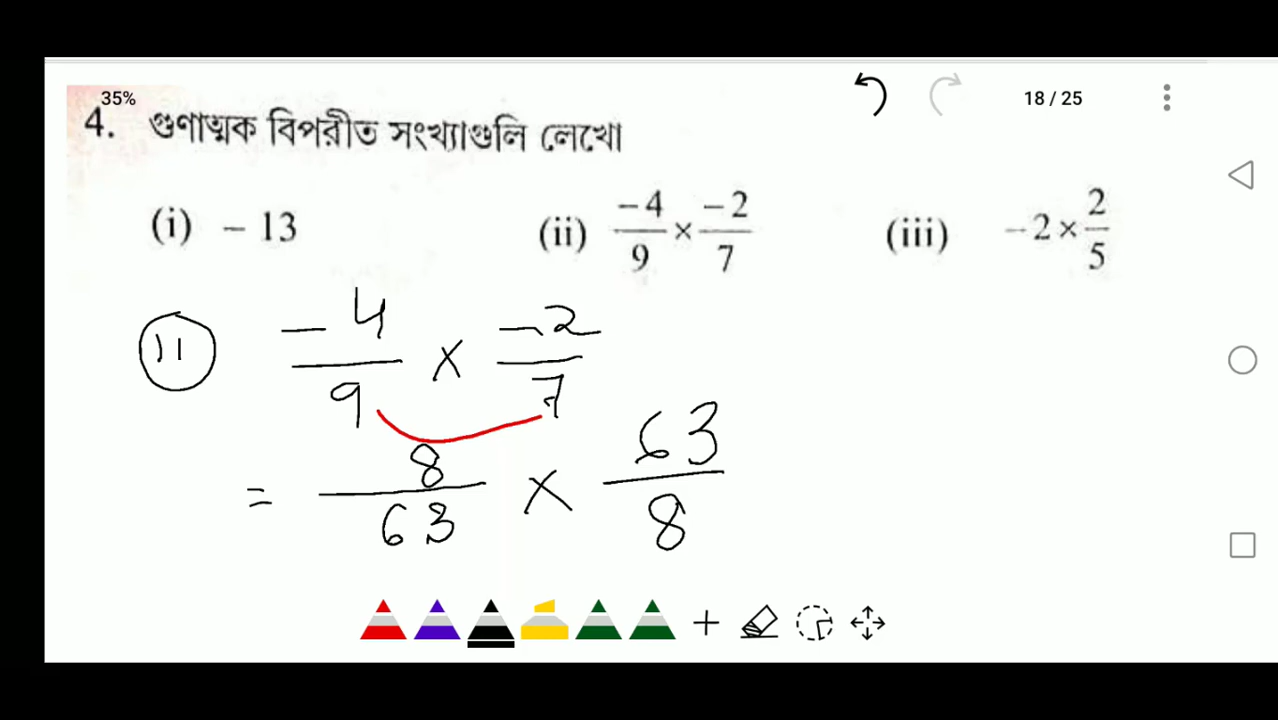 35%
18 / 25
4. গুণাত্মক বিপরীত সংখ্যাগুলি লেখো
(i) – 13 (ii) −4/9 × −2/7 (iii) −2 × 2/5
(ii) −4/9 × −2/7
= 8/63 × 63/8